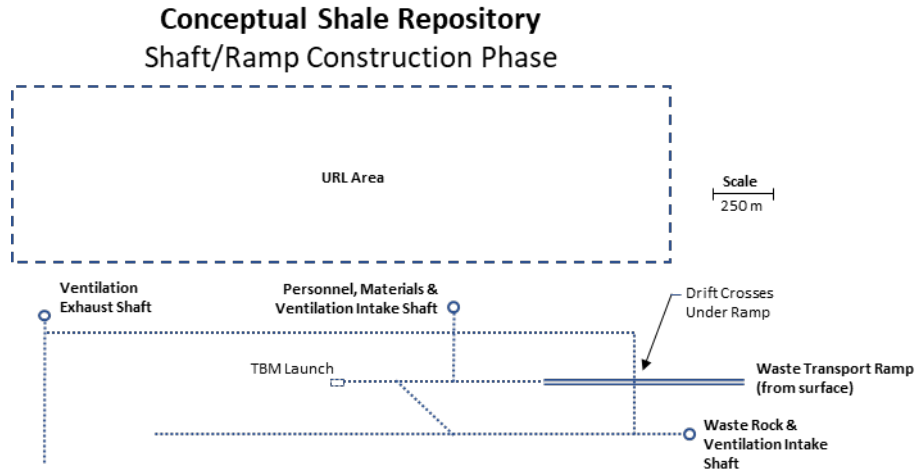 Conceptual Shale Repository
Shaft/Ramp Construction Phase
URL Area
Scale
250 m
Ventilation
Exhaust Shaft
Personnel, Materials &
Ventilation Intake Shaft
Drift Crosses
Under Ramp
TBM Launch
Waste Transport Ramp
(from surface)
Waste Rock &
Ventilation Intake
Shaft